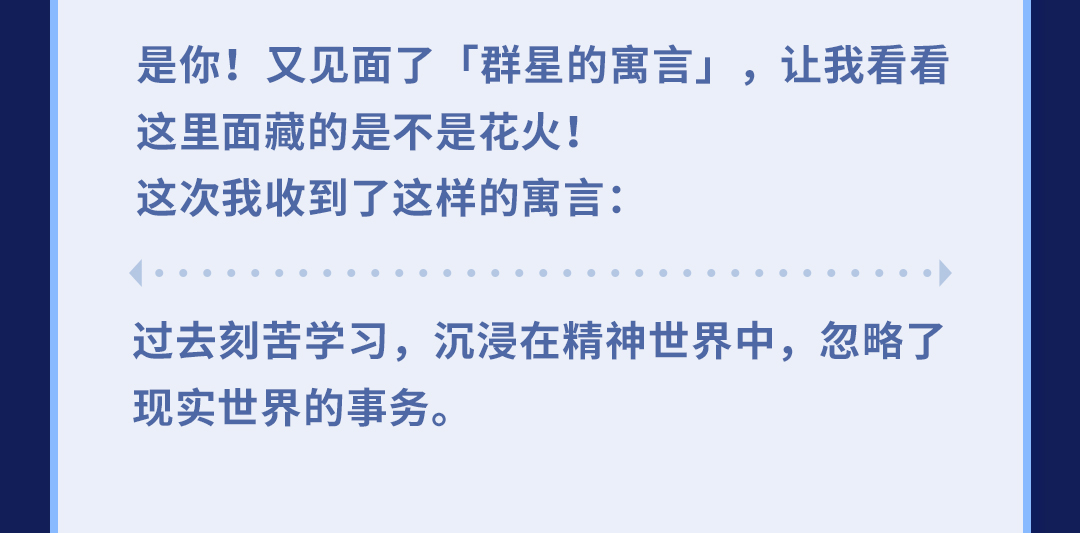 是你！又见面了「群星的寓言」，让我看看
这里面藏的是不是花火！
这次我收到了这样的寓言：
过去刻苦学习，沉浸在精神世界中，忽略了
现实世界的事务。